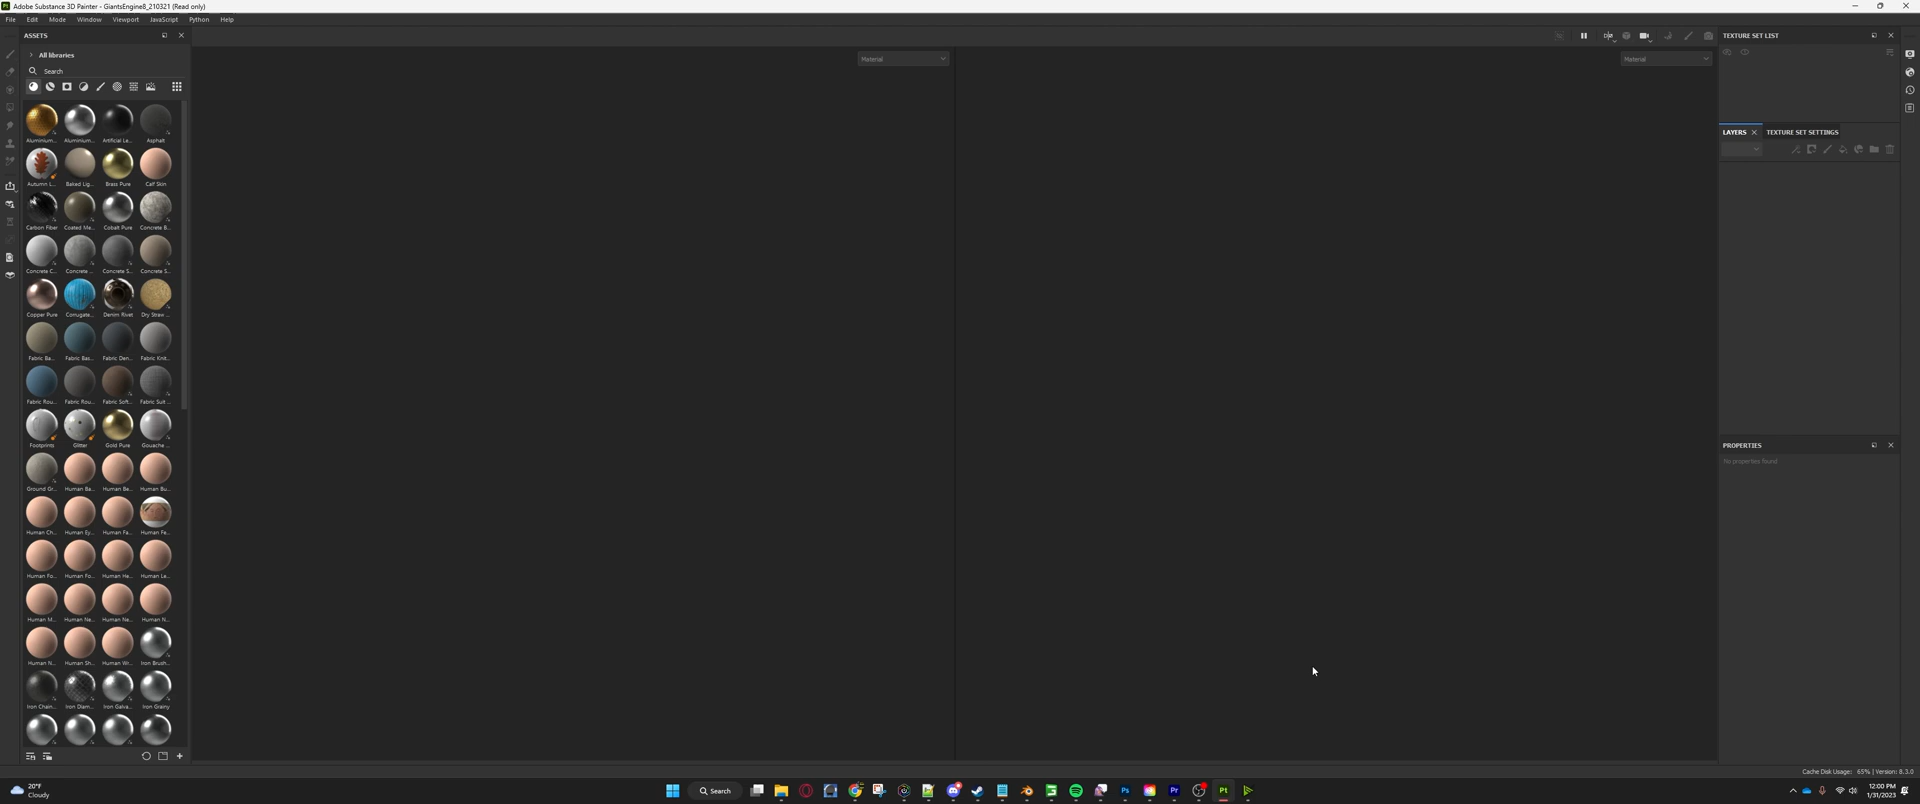 Adobe Substance 3D Painter - GiantsEngine8_210321 (Read only)
File Edit Mode Window Viewport JavaScript Python Help
ASSETS
All libraries
Search
Aluminium... Aluminium... Artificial Le... Asphalt
Autumn L... Baked Lig... Brass Pure Calf Skin
Carbon Fiber Coated Me... Cobalt Pure Concrete B...
Concrete C... Concrete ... Concrete S... Concrete S...
Copper Pure Corrugate... Denim Rivet Dry Straw ...
Fabric Ba... Fabric Bas... Fabric Den... Fabric Knit...
Fabric Rou... Fabric Rou... Fabric Soft... Fabric Suit ...
Footprints Glitter Gold Pure Gouache ...
Ground Gr... Human Ba... Human Be... Human Bu...
Human Ch... Human Ey... Human Fa... Human Fe...
Human Fo... Human Fo... Human He... Human Le...
Human M... Human Ne... Human Ne... Human N...
Human N... Human Sh... Human Wr... Iron Brush...
Iron Chain... Iron Diam... Iron Galva... Iron Grainy
Material
Material
TEXTURE SET LIST
LAYERS TEXTURE SET SETTINGS
PROPERTIES
No properties found
Cache Disk Usage: 65% | Version: 8.3.0
20°F
Cloudy
Search
Ps
Pr
Pt
12:00 PM
1/31/2023